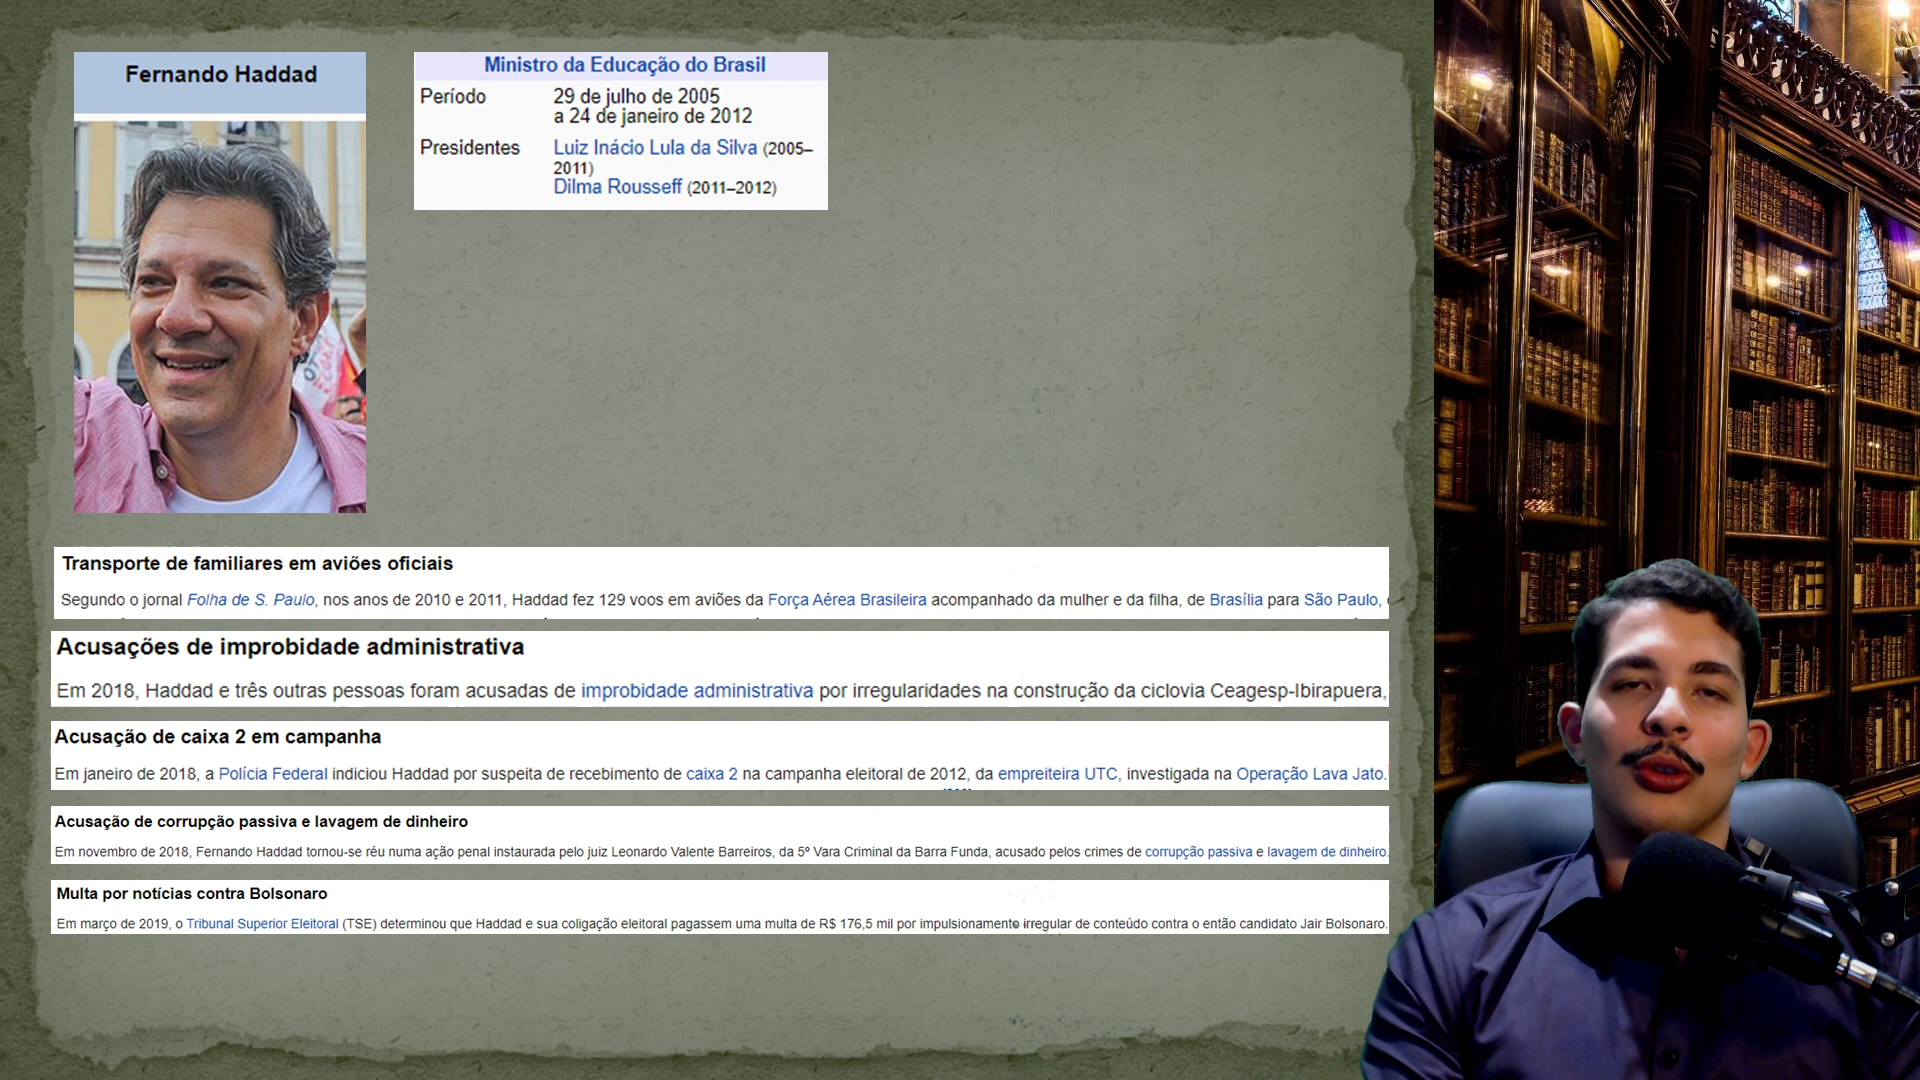 Fernando Haddad
Ministro da Educação do Brasil
Período 29 de julho de 2005
a 24 de janeiro de 2012
Presidentes Luiz Inácio Lula da Silva (2005–
2011)
Dilma Rousseff (2011–2012)
Transporte de familiares em aviões oficiais
Segundo o jornal Folha de S. Paulo, nos anos de 2010 e 2011, Haddad fez 129 voos em aviões da Força Aérea Brasileira acompanhado da mulher e da filha, de Brasília para São Paulo,
Acusações de improbidade administrativa
Em 2018, Haddad e três outras pessoas foram acusadas de improbidade administrativa por irregularidades na construção da ciclovia Ceagesp-Ibirapuera,
Acusação de caixa 2 em campanha
Em janeiro de 2018, a Polícia Federal indiciou Haddad por suspeita de recebimento de caixa 2 na campanha eleitoral de 2012, da empreiteira UTC, investigada na Operação Lava Jato.
Acusação de corrupção passiva e lavagem de dinheiro
Em novembro de 2018, Fernando Haddad tornou-se réu numa ação penal instaurada pelo juiz Leonardo Valente Barreiros, da 5º Vara Criminal da Barra Funda, acusado pelos crimes de corrupção passiva e lavagem de dinheiro.
Multa por notícias contra Bolsonaro
Em março de 2019, o Tribunal Superior Eleitoral (TSE) determinou que Haddad e sua coligação eleitoral pagassem uma multa de R$ 176,5 mil por impulsionamento irregular de conteúdo contra o então candidato Jair Bolsonaro.